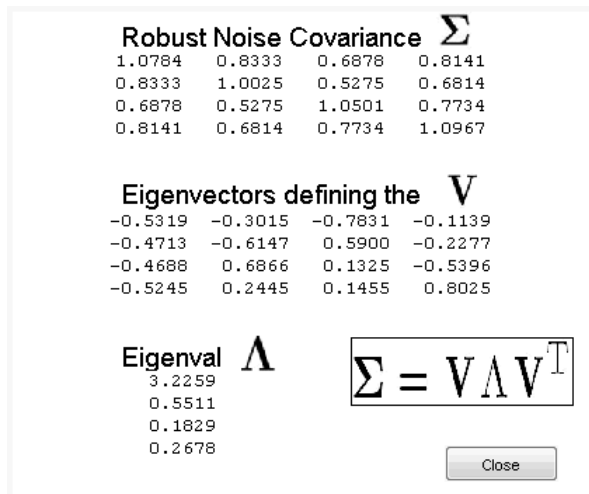 Robust Noise Covariance Σ
1.0784 0.8333 0.6878 0.8141
0.8333 1.0025 0.5275 0.6814
0.6878 0.5275 1.0501 0.7734
0.8141 0.6814 0.7734 1.0967
Eigenvectors defining the V
-0.5319 -0.3015 -0.7831 -0.1139
-0.4713 -0.6147 0.5900 -0.2277
-0.4688 0.6866 0.1325 -0.5396
-0.5245 0.2445 0.1455 0.8025
Eigenval Λ
3.2259
0.5511
0.1829
0.2678
Σ = VΛV^T
Close